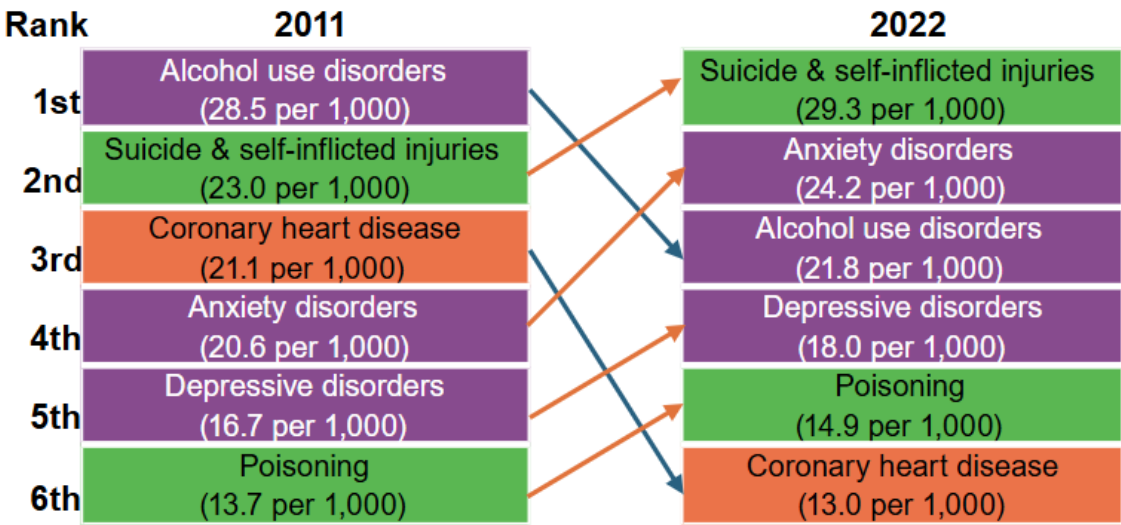 Rank 2011 2022
1st
Alcohol use disorders
(28.5 per 1,000)
Suicide & self-inflicted injuries
(29.3 per 1,000)
2nd
Suicide & self-inflicted injuries
(23.0 per 1,000)
Anxiety disorders
(24.2 per 1,000)
3rd
Coronary heart disease
(21.1 per 1,000)
Alcohol use disorders
(21.8 per 1,000)
4th
Anxiety disorders
(20.6 per 1,000)
Depressive disorders
(18.0 per 1,000)
5th
Depressive disorders
(16.7 per 1,000)
Poisoning
(14.9 per 1,000)
6th
Poisoning
(13.7 per 1,000)
Coronary heart disease
(13.0 per 1,000)